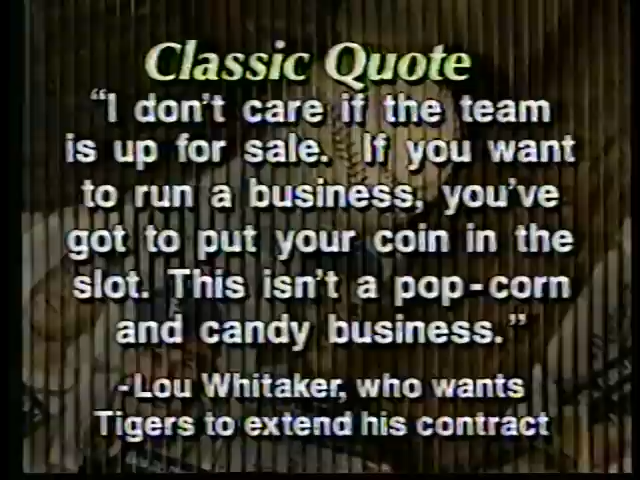 Classic Quote
“I don't care if the team
is up for sale. If you want
to run a business, you've
got to put your coin in the
slot. This isn't a pop-corn
and candy business.”
-Lou Whitaker, who wants
Tigers to extend his contract